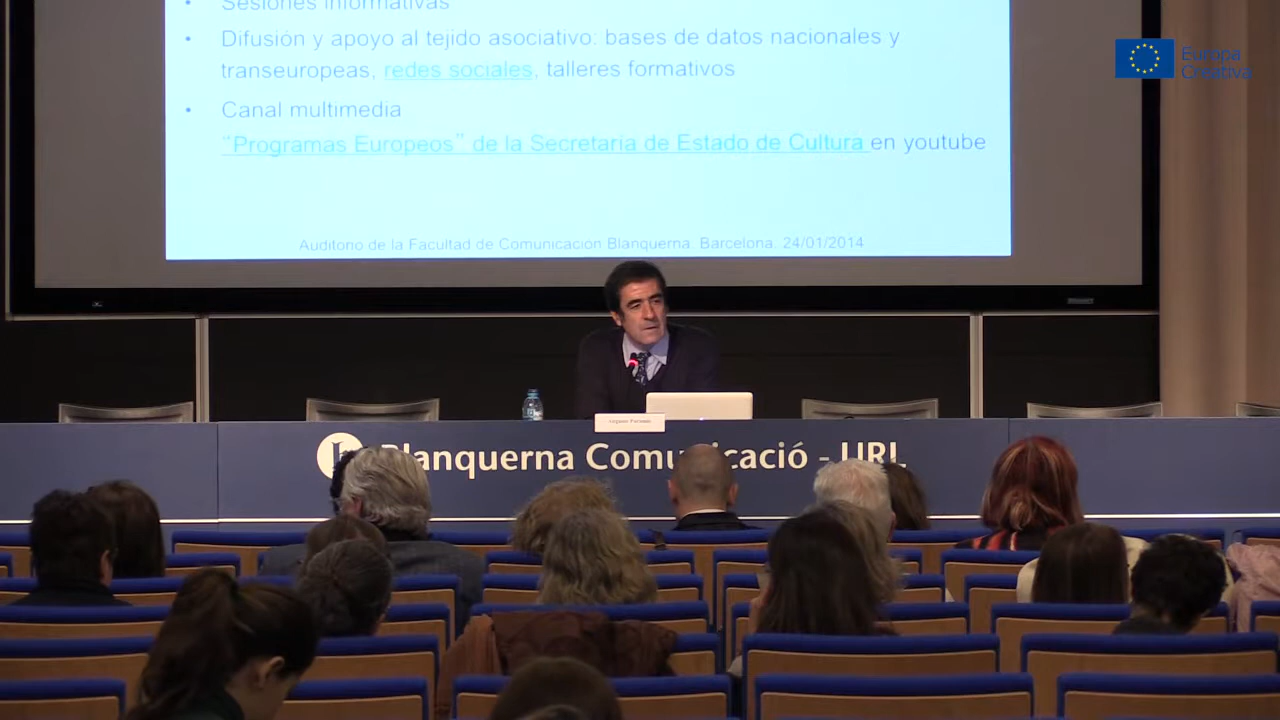 • Sesiones informativas
• Difusión y apoyo al tejido asociativo: bases de datos nacionales y
transeuropeas, redes sociales, talleres formativos
• Canal multimedia
"Programas Europeos" de la Secretaría de Estado de Cultura en youtube
Auditorio de la Facultad de Comunicación Blanquerna. Barcelona. 24/01/2014
Europa
Creativa
Blanquerna Comunicació - URL